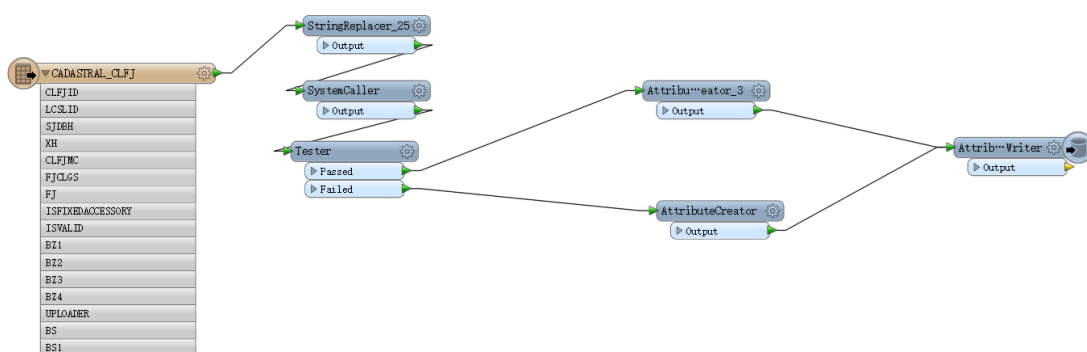 CADASTRAL_CLFJ
CLFJID
LCSLID
SJDBH
XH
CLFJMC
FJCLGS
FJ
ISFIXEDACCESSORY
ISVALID
BZ1
BZ2
BZ3
BZ4
UPLOADER
BS
BS1
StringReplacer_25
Output
SystemCaller
Output
Tester
Passed
Failed
Attribu…eator_3
Output
AttributeCreator
Output
Attrib…Writer
Output